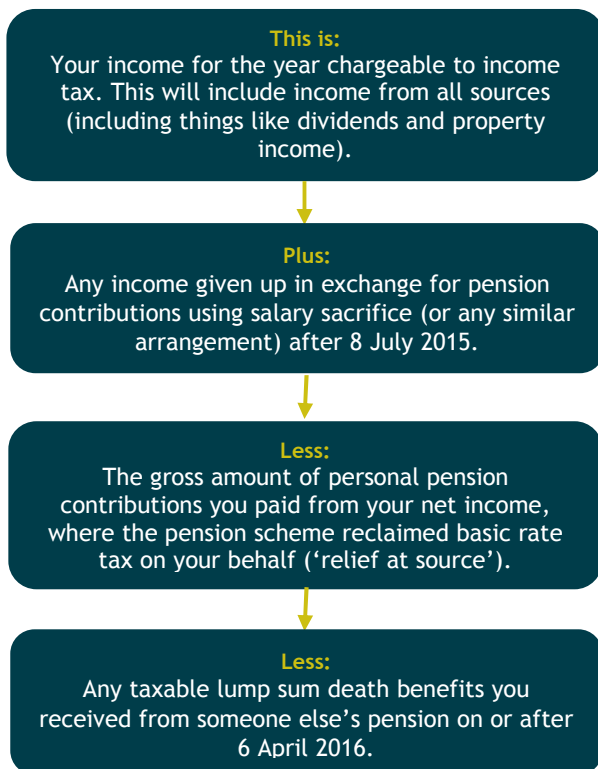 This is:
Your income for the year chargeable to income
tax. This will include income from all sources
(including things like dividends and property
income).
Plus:
Any income given up in exchange for pension
contributions using salary sacrifice (or any similar
arrangement) after 8 July 2015.
Less:
The gross amount of personal pension
contributions you paid from your net income,
where the pension scheme reclaimed basic rate
tax on your behalf (‘relief at source’).
Less:
Any taxable lump sum death benefits you
received from someone else’s pension on or after
6 April 2016.